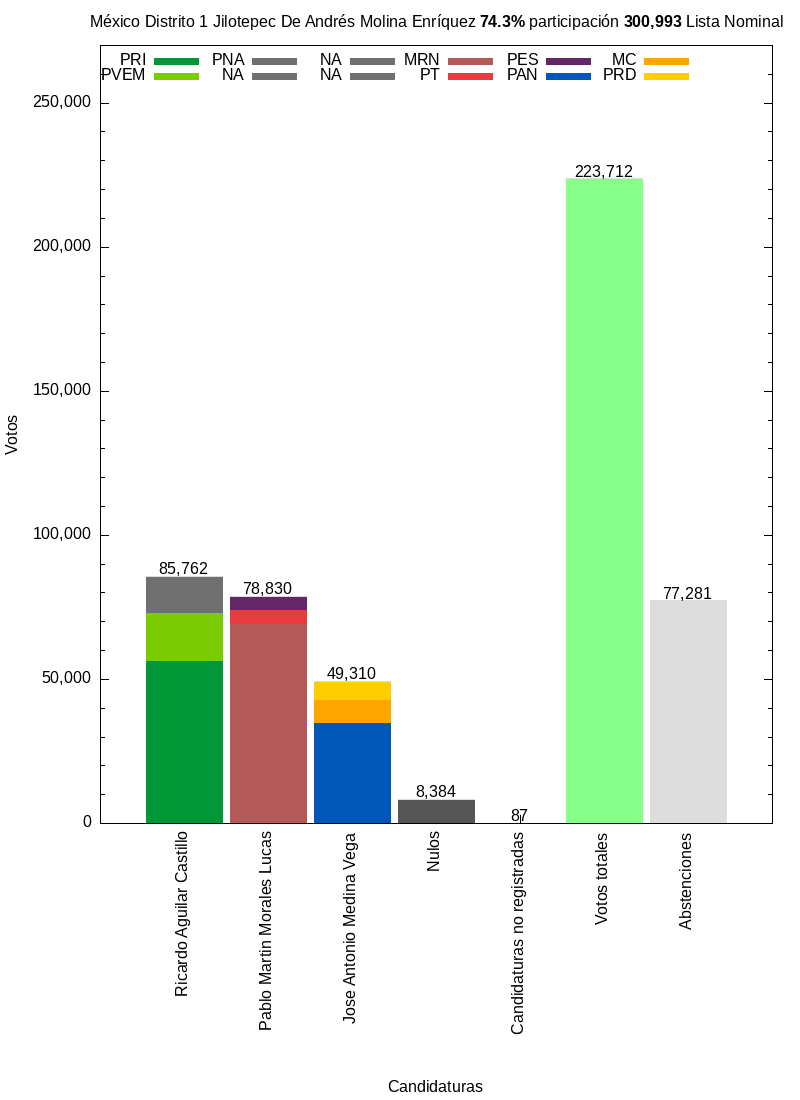 México Distrito 1 Jilotepec De Andrés Molina Enríquez 74.3% participación 300,993 Lista Nominal
PRI PNA NA MRN PES MC
PVEM NA NA PT PAN PRD
250,000
200,000
150,000
100,000
50,000
0
Votos
85,762
78,830
49,310
8,384
87
223,712
77,281
Ricardo Aguilar Castillo
Pablo Martin Morales Lucas
Jose Antonio Medina Vega
Nulos
Candidaturas no registradas
Votos totales
Abstenciones
Candidaturas